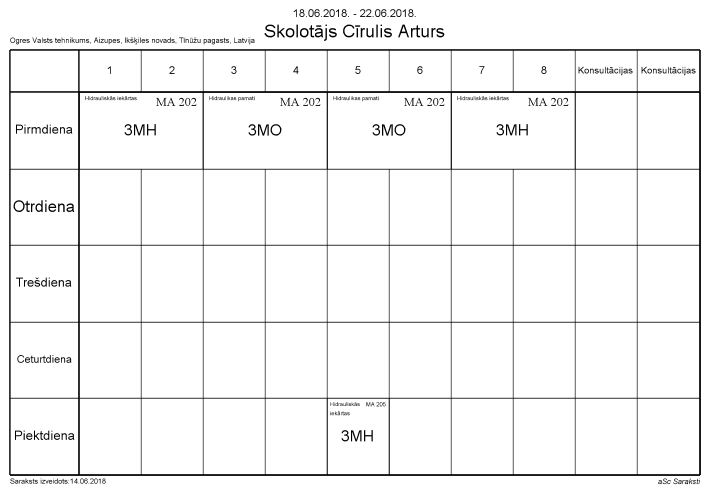 18.06.2018. - 22.06.2018.
Skolotājs Cīrulis Arturs
Ogres Valsts tehnikums, Aizupes, Ikšķiles novads, Tīnūžu pagasts, Latvija
1 2 3 4 5 6 7 8 Konsultācijas Konsultācijas
Hidrauliskās iekārtas MA 202 Hidraulikas pamati MA 202 Hidraulikas pamati MA 202 Hidrauliskās iekārtas MA 202
Pirmdiena 3MH 3MO 3MO 3MH
Otrdiena
Trešdiena
Ceturtdiena
Hidrauliskās MA 205
iekārtas
Piektdiena 3MH
Saraksts izveidots:14.06.2018 aSc Saraksti